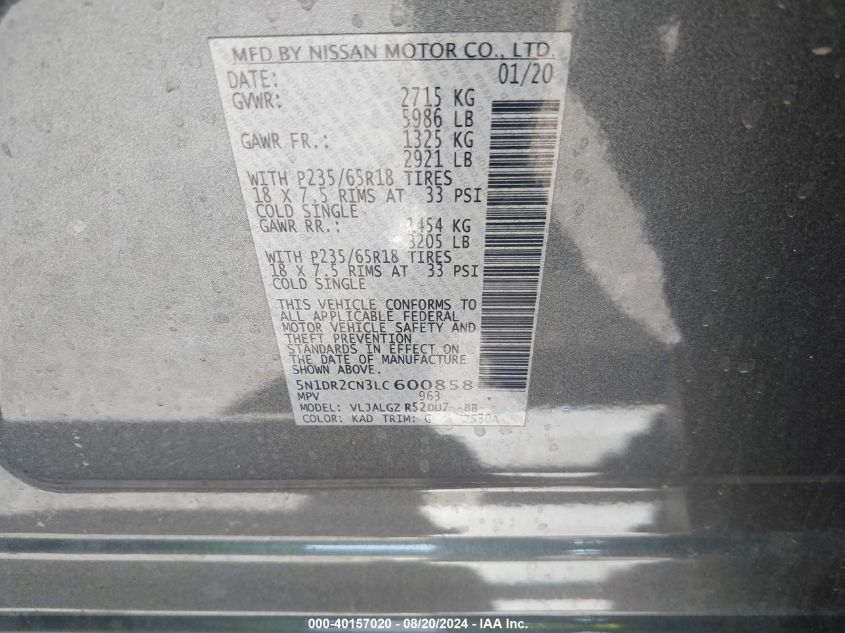 MFD BY NISSAN MOTOR CO., LTD.
DATE: 01/20
GVWR: 2715 KG
5986 LB
GAWR FR.: 1325 KG
2921 LB
WITH P235/65R18 TIRES
18 X 7.5 RIMS AT 33 PSI
COLD SINGLE
GAWR RR.: 1454 KG
3205 LB
WITH P235/65R18 TIRES
18 X 7.5 RIMS AT 33 PSI
COLD SINGLE
THIS VEHICLE CONFORMS TO
ALL APPLICABLE FEDERAL
MOTOR VEHICLE SAFETY AND
THEFT PREVENTION
STANDARDS IN EFFECT ON
THE DATE OF MANUFACTURE
SHOWN ABOVE.
5N1DR2CN3LC600858
MPV 963
MODEL: VLJALGZ
COLOR: KAD TRIM: G
000-40157020 - 08/20/2024 - IAA Inc.